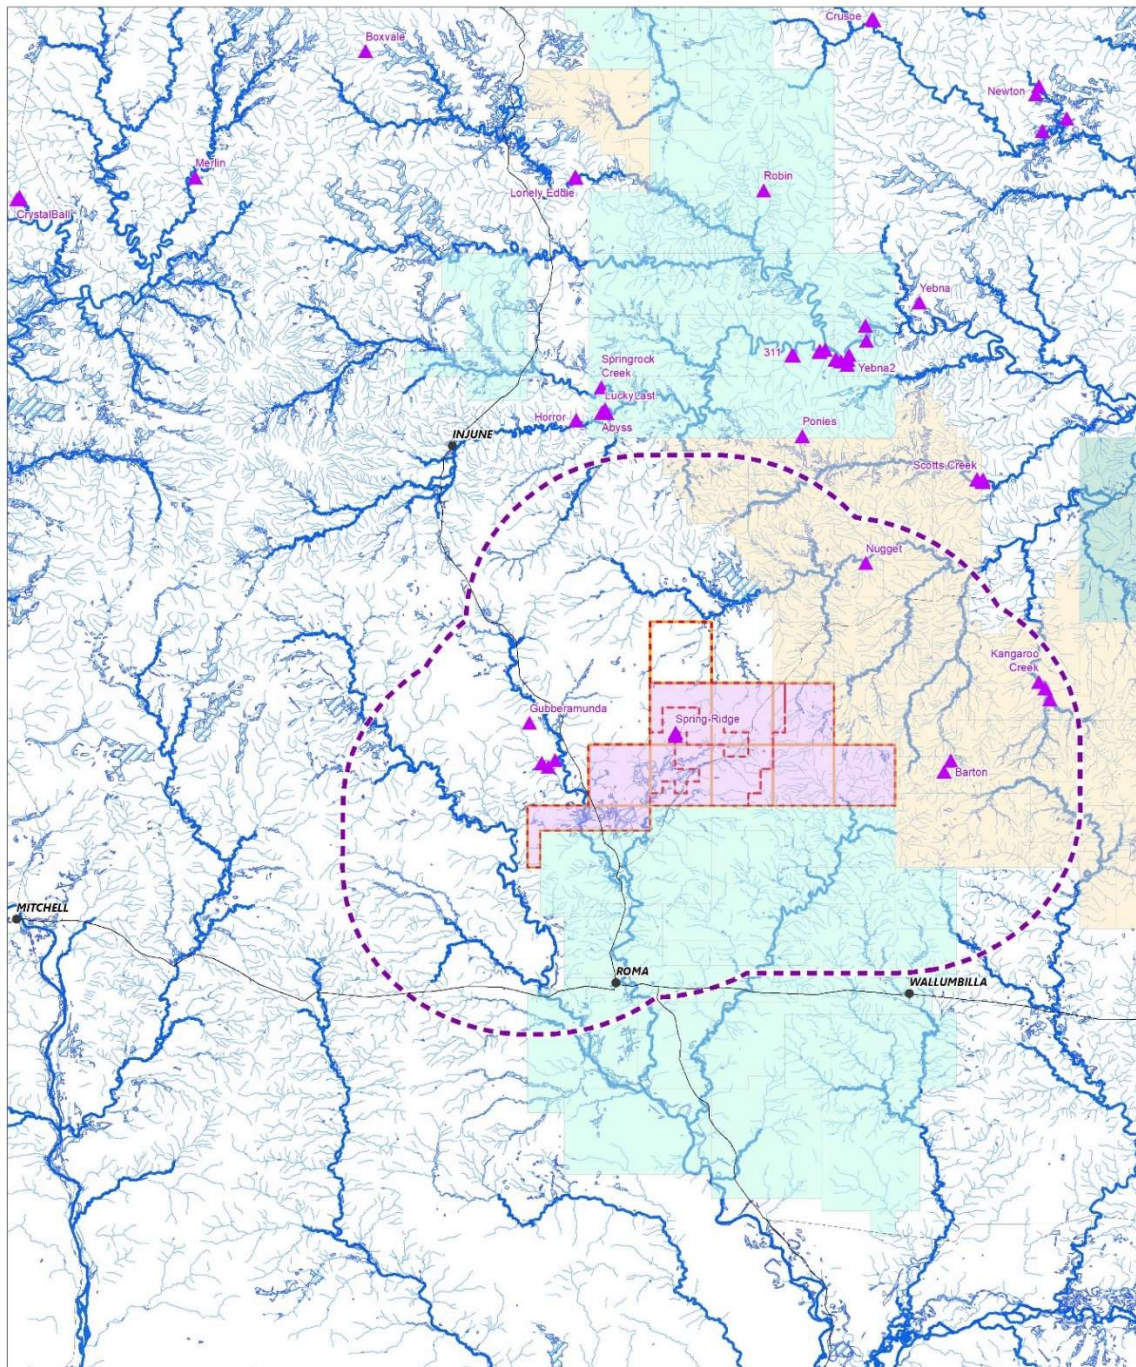 Crusoe
Boxvale
Newton
Merlin
Robin
Lonely Eddie
CrystalBall
Yebna
311
Springrock
Creek
Yebna2
LuckyLast
Horror
Abyss
Ponies
INJUNE
Scotts Creek
Nugget
Kangaroo
Creek
Gubberamunda
Spring-Ridge
Barton
MITCHELL
ROMA
WALLUMBILLA